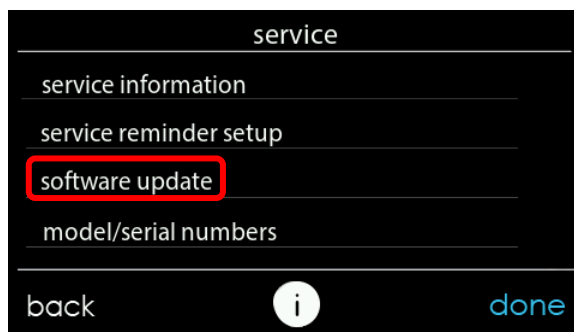 service
service information
service reminder setup
software update
model/serial numbers
back i done